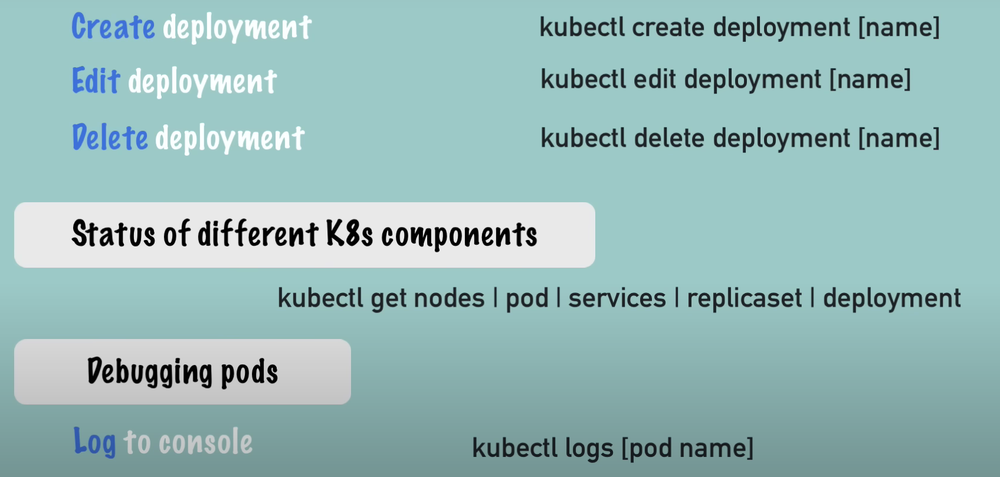 Create deployment kubectl create deployment [name]
Edit deployment kubectl edit deployment [name]
Delete deployment kubectl delete deployment [name]
Status of different K8s components
kubectl get nodes | pod | services | replicaset | deployment
Debugging pods
Log to console kubectl logs [pod name]